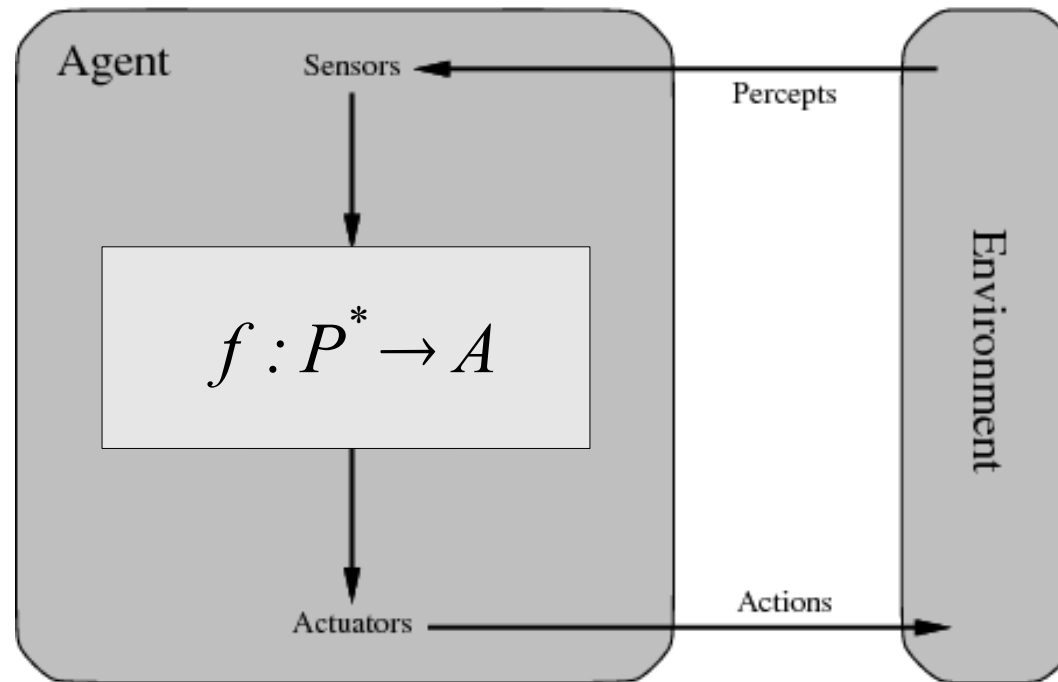 Agent
Sensors
Percepts
f : P* → A
Environment
Actuators
Actions